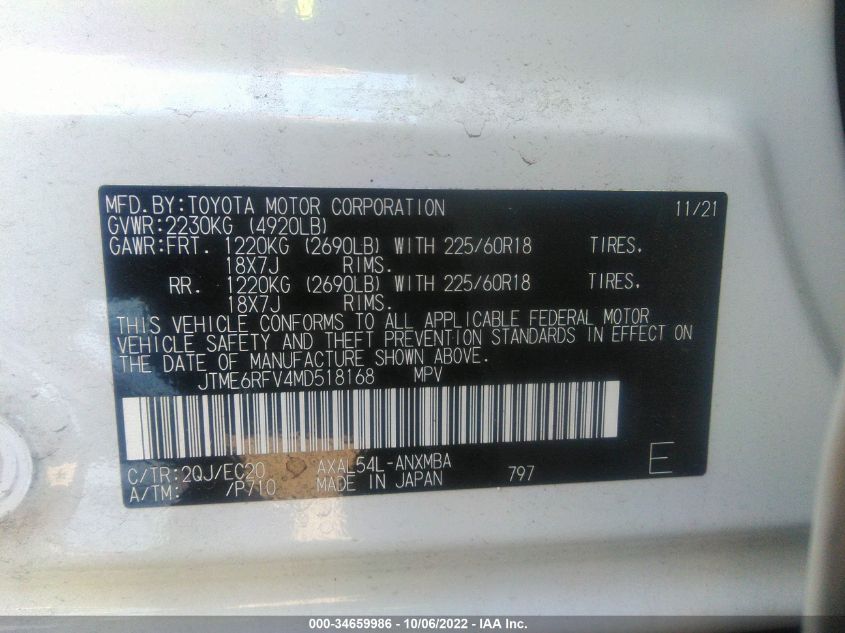 MFD.BY:TOYOTA MOTOR CORPORATION 11/21
GVWR:2230KG (4920LB)
GAWR:FRT. 1220KG (2690LB) WITH 225/60R18 TIRES,
18X7J RIMS.
RR. 1220KG (2690LB) WITH 225/60R18 TIRES,
18X7J RIMS.
THIS VEHICLE CONFORMS TO ALL APPLICABLE FEDERAL MOTOR
VEHICLE SAFETY AND THEFT PREVENTION STANDARDS IN EFFECT ON
THE DATE OF MANUFACTURE SHOWN ABOVE.
JTME6RFV4MD518168 MPV
C/TR:2QJ/EC20 AXAL54L-ANXMBA
A/TM: /P710 MADE IN JAPAN 797 E
000-34659986 - 10/06/2022 - IAA Inc.